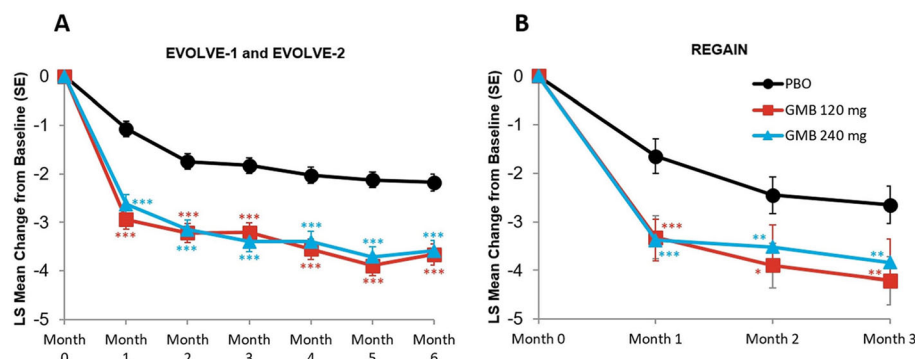 A
EVOLVE-1 and EVOLVE-2
LS Mean Change from Baseline (SE)
0
-1
-2
-3
-4
-5
***
***
***
***
***
***
***
***
***
***
***
***
Month Month Month Month Month Month Month
0 1 2 3 4 5 6
B
REGAIN
LS Mean Change from Baseline (SE)
0
-1
-2
-3
-4
-5
PBO
GMB 120 mg
GMB 240 mg
***
***
**
*
**
**
Month 0 Month 1 Month 2 Month 3